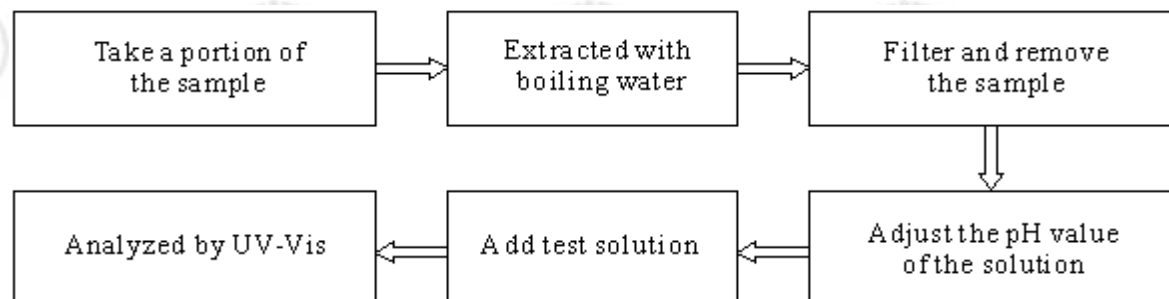 Take a portion of
the sample
Extracted with
boiling water
Filter and remove
the sample
Adjust the pH value
of the solution
Add test solution
Analyzed by UV-Vis